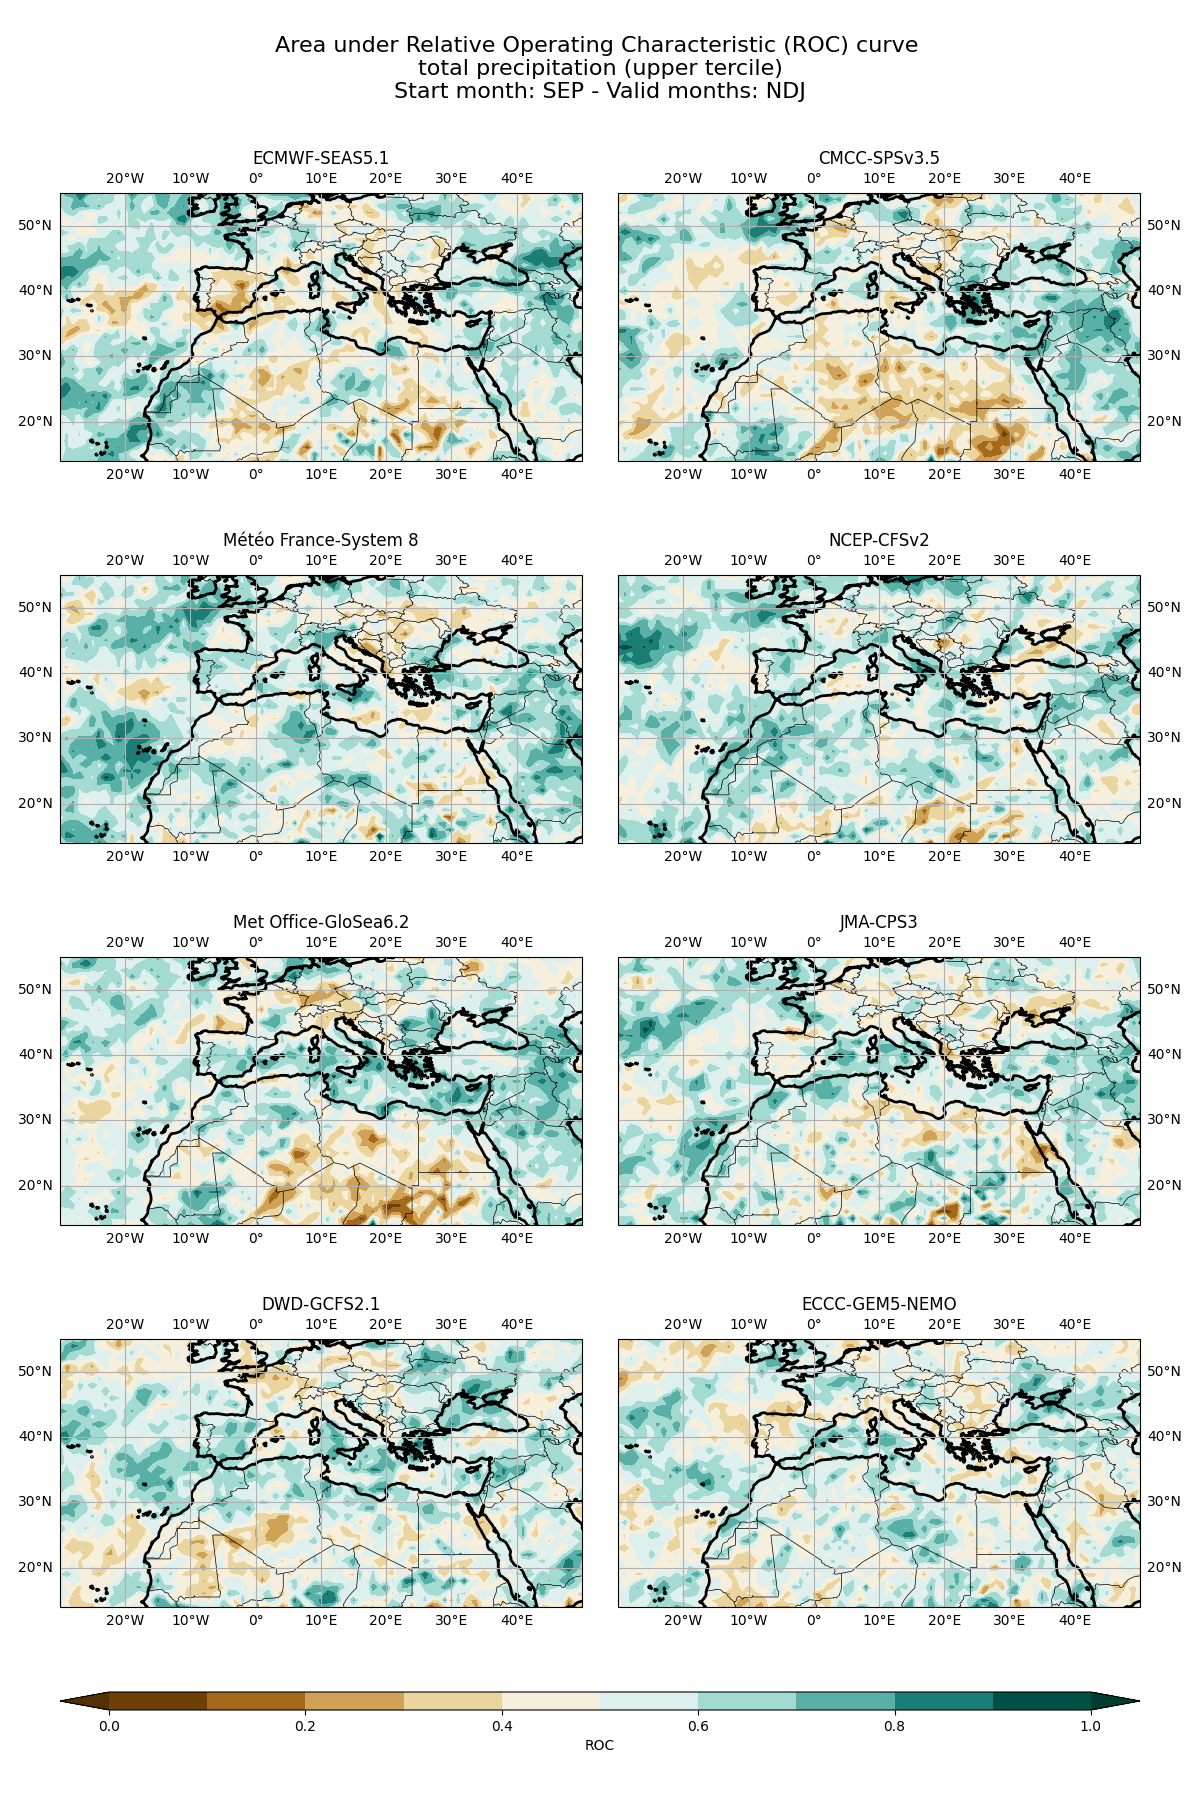 Area under Relative Operating Characteristic (ROC) curve
total precipitation (upper tercile)
Start month: SEP - Valid months: NDJ
ECMWF-SEAS5.1
CMCC-SPSv3.5
20°W 10°W 0° 10°E 20°E 30°E 40°E
20°W 10°W 0° 10°E 20°E 30°E 40°E
50°N
50°N
40°N
40°N
30°N
30°N
20°N
20°N
20°W 10°W 0° 10°E 20°E 30°E 40°E
20°W 10°W 0° 10°E 20°E 30°E 40°E
Météo France-System 8
NCEP-CFSv2
20°W 10°W 0° 10°E 20°E 30°E 40°E
20°W 10°W 0° 10°E 20°E 30°E 40°E
50°N
50°N
40°N
40°N
30°N
30°N
20°N
20°N
20°W 10°W 0° 10°E 20°E 30°E 40°E
20°W 10°W 0° 10°E 20°E 30°E 40°E
Met Office-GloSea6.2
JMA-CPS3
20°W 10°W 0° 10°E 20°E 30°E 40°E
20°W 10°W 0° 10°E 20°E 30°E 40°E
50°N
50°N
40°N
40°N
30°N
30°N
20°N
20°N
20°W 10°W 0° 10°E 20°E 30°E 40°E
20°W 10°W 0° 10°E 20°E 30°E 40°E
DWD-GCFS2.1
ECCC-GEM5-NEMO
20°W 10°W 0° 10°E 20°E 30°E 40°E
20°W 10°W 0° 10°E 20°E 30°E 40°E
50°N
50°N
40°N
40°N
30°N
30°N
20°N
20°N
20°W 10°W 0° 10°E 20°E 30°E 40°E
20°W 10°W 0° 10°E 20°E 30°E 40°E
0.0 0.2 0.4 0.6 0.8 1.0
ROC